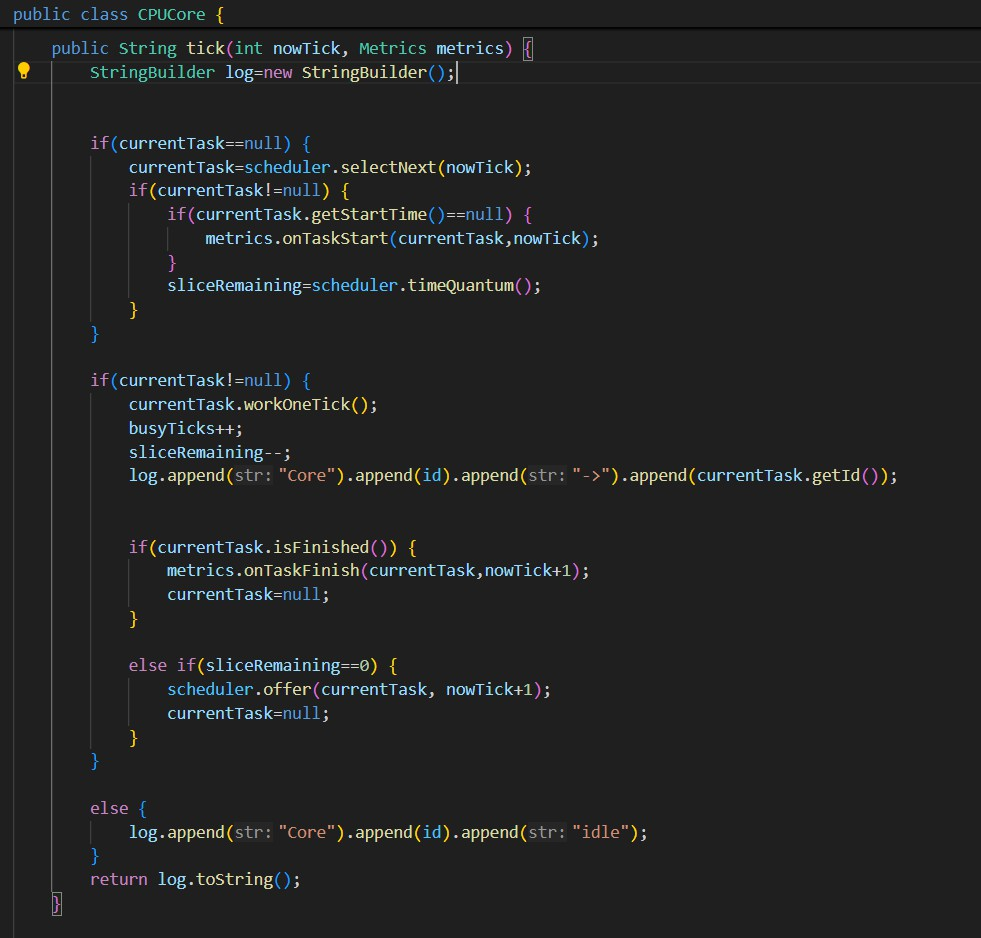 public class CPUCore {
    public String tick(int nowTick, Metrics metrics) {
        StringBuilder log=new StringBuilder();
        if(currentTask==null) {
            currentTask=scheduler.selectNext(nowTick);
            if(currentTask!=null) {
                if(currentTask.getStartTime()==null) {
                    metrics.onTaskStart(currentTask,nowTick);
                }
                sliceRemaining=scheduler.timeQuantum();
            }
        }
        if(currentTask!=null) {
            currentTask.workOneTick();
            busyTicks++;
            sliceRemaining--;
            log.append(str: "Core").append(id).append(str: "->").append(currentTask.getId());
            if(currentTask.isFinished()) {
                metrics.onTaskFinish(currentTask,nowTick+1);
                currentTask=null;
            }
            else if(sliceRemaining==0) {
                scheduler.offer(currentTask, nowTick+1);
                currentTask=null;
            }
        }
        else {
            log.append(str: "Core").append(id).append(str: "idle");
        }
        return log.toString();
    }